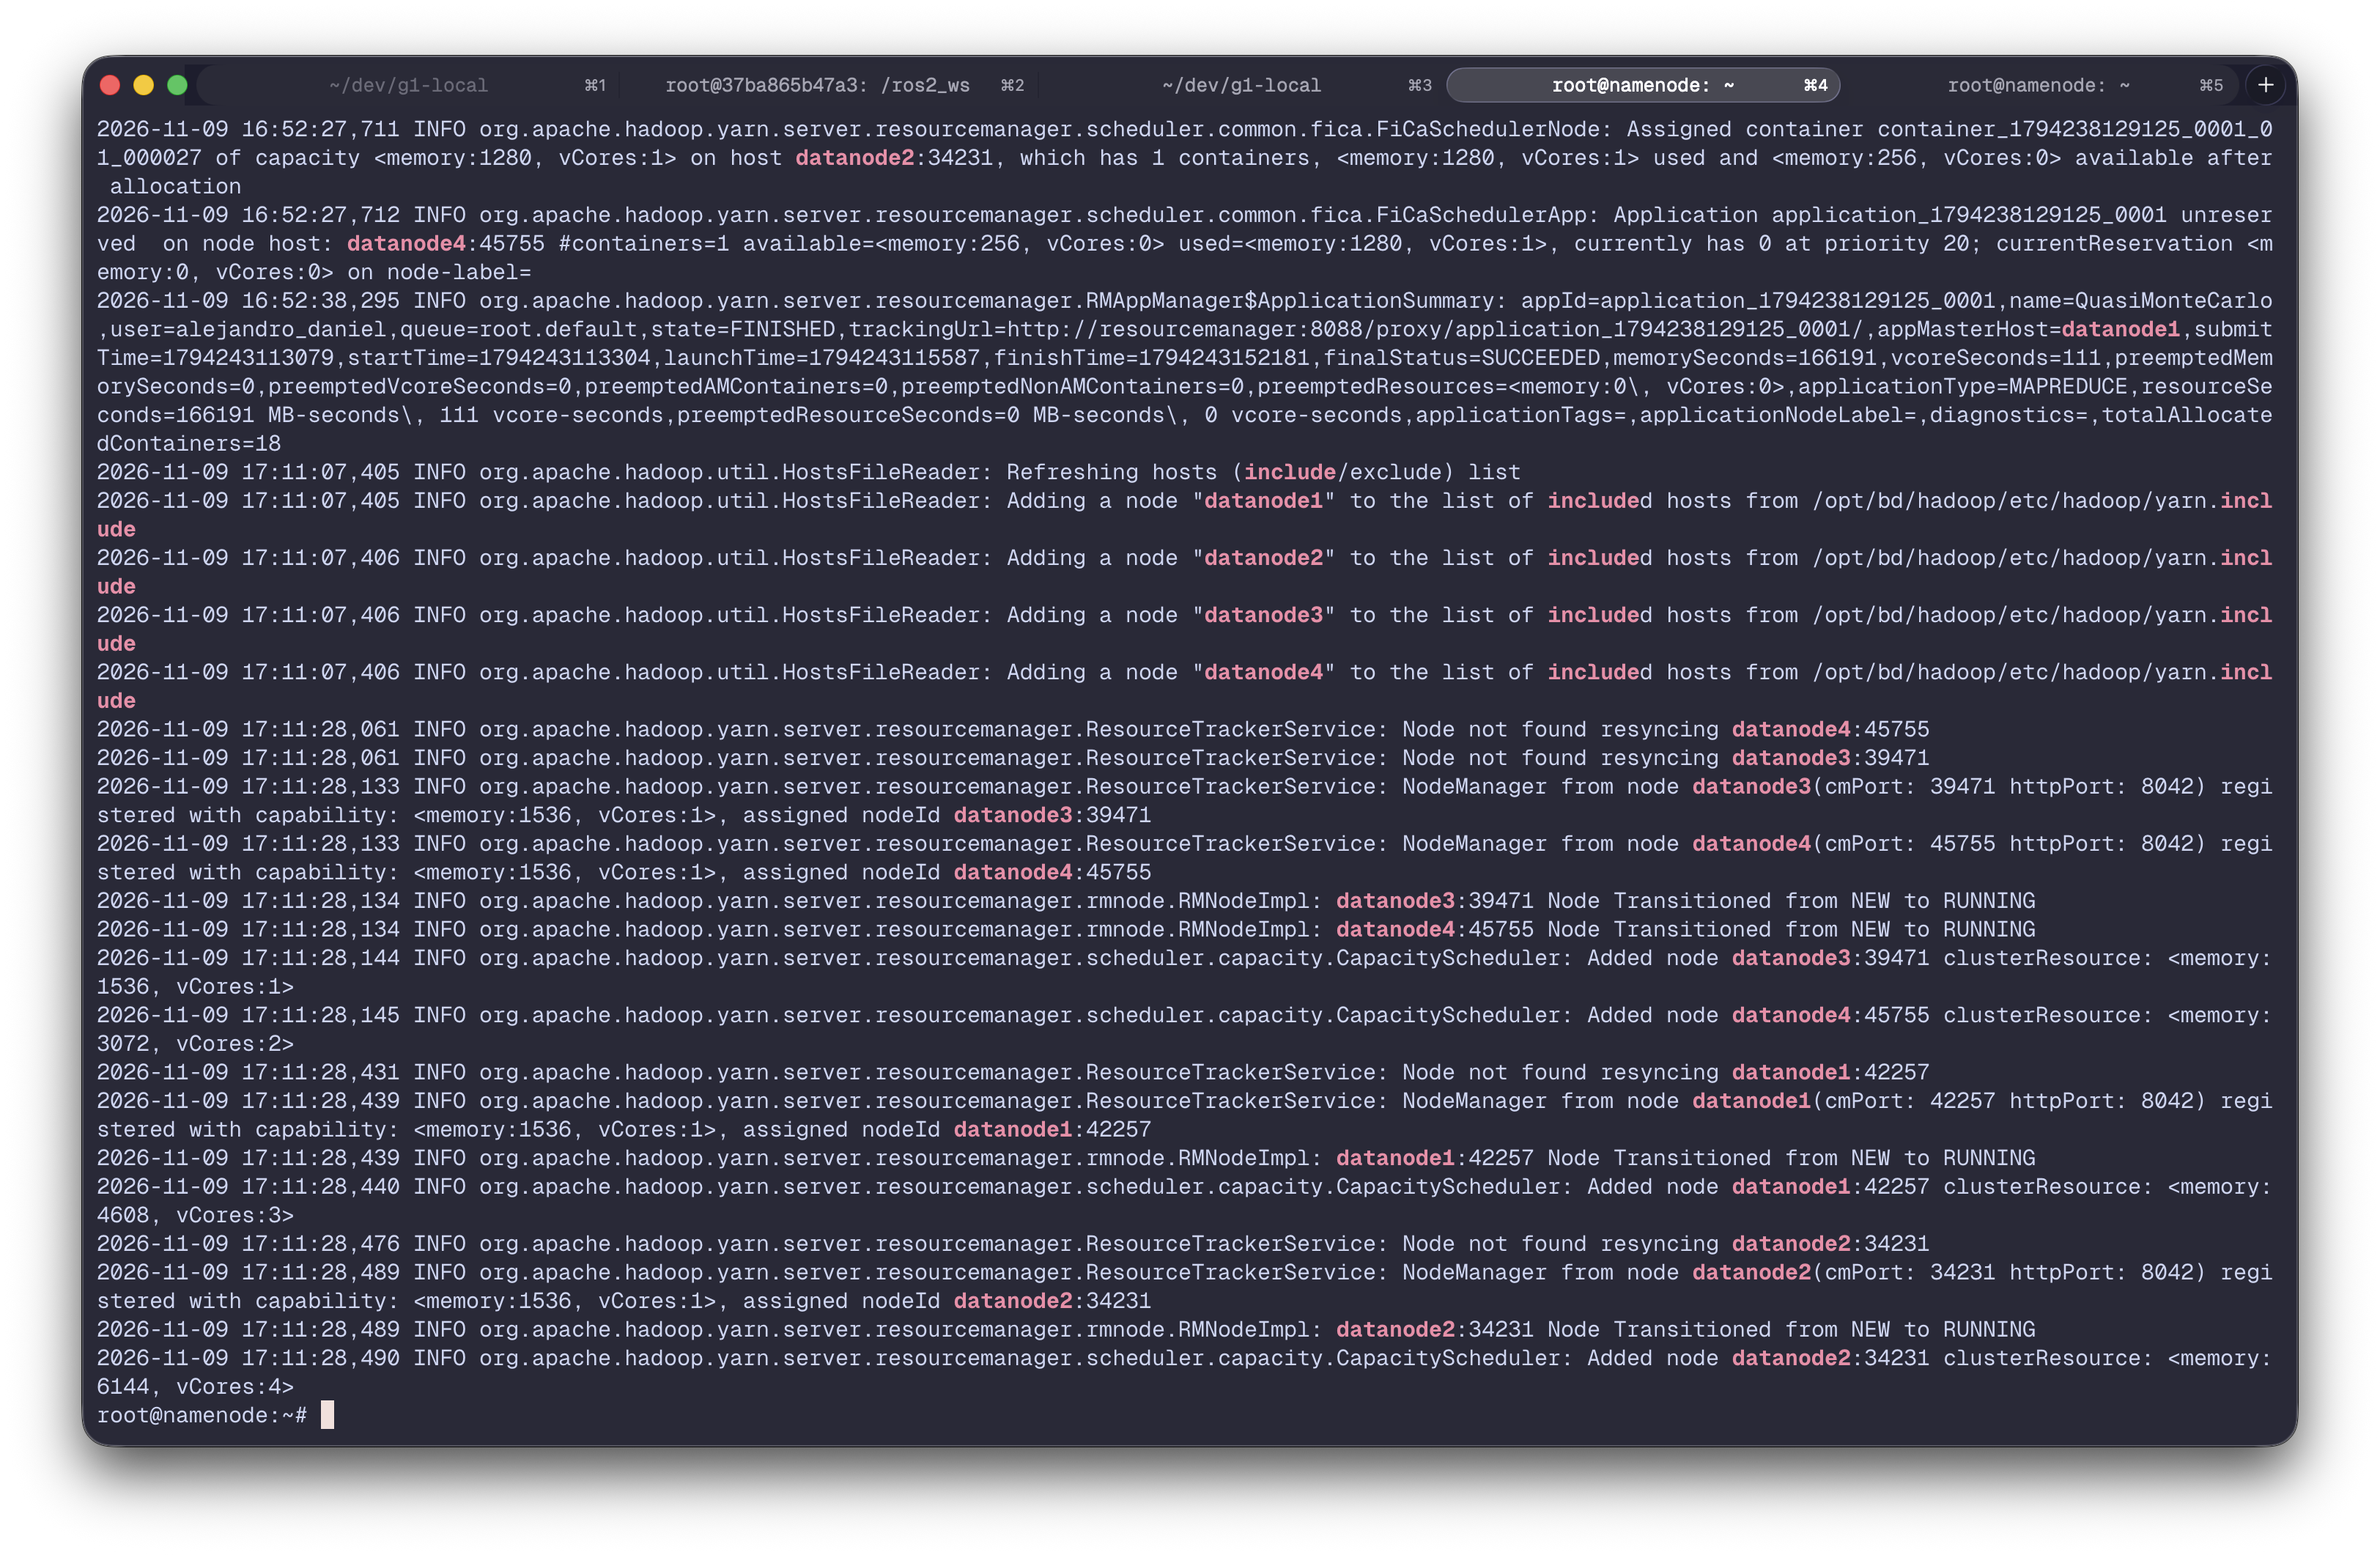 ~/dev/g1-local ⌘1 root@37ba865b47a3: /ros2_ws ⌘2 ~/dev/g1-local ⌘3 root@namenode: ~ ⌘4 root@namenode: ~ ⌘5 +
2026-11-09 16:52:27,711 INFO org.apache.hadoop.yarn.server.resourcemanager.scheduler.common.fica.FiCaSchedulerNode: Assigned container container_1794238129125_0001_0
1_000027 of capacity <memory:1280, vCores:1> on host datanode2:34231, which has 1 containers, <memory:1280, vCores:1> used and <memory:256, vCores:0> available after
 allocation
2026-11-09 16:52:27,712 INFO org.apache.hadoop.yarn.server.resourcemanager.scheduler.common.fica.FiCaSchedulerApp: Application application_1794238129125_0001 unreser
ved  on node host: datanode4:45755 #containers=1 available=<memory:256, vCores:0> used=<memory:1280, vCores:1>, currently has 0 at priority 20; currentReservation <m
emory:0, vCores:0> on node-label=
2026-11-09 16:52:38,295 INFO org.apache.hadoop.yarn.server.resourcemanager.RMAppManager$ApplicationSummary: appId=application_1794238129125_0001,name=QuasiMonteCarlo
,user=alejandro_daniel,queue=root.default,state=FINISHED,trackingUrl=http://resourcemanager:8088/proxy/application_1794238129125_0001/,appMasterHost=datanode1,submit
Time=1794243113079,startTime=1794243113304,launchTime=1794243115587,finishTime=1794243152181,finalStatus=SUCCEEDED,memorySeconds=166191,vcoreSeconds=111,preemptedMem
orySeconds=0,preemptedVcoreSeconds=0,preemptedAMContainers=0,preemptedNonAMContainers=0,preemptedResources=<memory:0\, vCores:0>,applicationType=MAPREDUCE,resourceSe
conds=166191 MB-seconds\, 111 vcore-seconds,preemptedResourceSeconds=0 MB-seconds\, 0 vcore-seconds,applicationTags=,applicationNodeLabel=,diagnostics=,totalAllocate
dContainers=18
2026-11-09 17:11:07,405 INFO org.apache.hadoop.util.HostsFileReader: Refreshing hosts (include/exclude) list
2026-11-09 17:11:07,405 INFO org.apache.hadoop.util.HostsFileReader: Adding a node "datanode1" to the list of included hosts from /opt/bd/hadoop/etc/hadoop/yarn.incl
ude
2026-11-09 17:11:07,406 INFO org.apache.hadoop.util.HostsFileReader: Adding a node "datanode2" to the list of included hosts from /opt/bd/hadoop/etc/hadoop/yarn.incl
ude
2026-11-09 17:11:07,406 INFO org.apache.hadoop.util.HostsFileReader: Adding a node "datanode3" to the list of included hosts from /opt/bd/hadoop/etc/hadoop/yarn.incl
ude
2026-11-09 17:11:07,406 INFO org.apache.hadoop.util.HostsFileReader: Adding a node "datanode4" to the list of included hosts from /opt/bd/hadoop/etc/hadoop/yarn.incl
ude
2026-11-09 17:11:28,061 INFO org.apache.hadoop.yarn.server.resourcemanager.ResourceTrackerService: Node not found resyncing datanode4:45755
2026-11-09 17:11:28,061 INFO org.apache.hadoop.yarn.server.resourcemanager.ResourceTrackerService: Node not found resyncing datanode3:39471
2026-11-09 17:11:28,133 INFO org.apache.hadoop.yarn.server.resourcemanager.ResourceTrackerService: NodeManager from node datanode3(cmPort: 39471 httpPort: 8042) regi
stered with capability: <memory:1536, vCores:1>, assigned nodeId datanode3:39471
2026-11-09 17:11:28,133 INFO org.apache.hadoop.yarn.server.resourcemanager.ResourceTrackerService: NodeManager from node datanode4(cmPort: 45755 httpPort: 8042) regi
stered with capability: <memory:1536, vCores:1>, assigned nodeId datanode4:45755
2026-11-09 17:11:28,134 INFO org.apache.hadoop.yarn.server.resourcemanager.rmnode.RMNodeImpl: datanode3:39471 Node Transitioned from NEW to RUNNING
2026-11-09 17:11:28,134 INFO org.apache.hadoop.yarn.server.resourcemanager.rmnode.RMNodeImpl: datanode4:45755 Node Transitioned from NEW to RUNNING
2026-11-09 17:11:28,144 INFO org.apache.hadoop.yarn.server.resourcemanager.scheduler.capacity.CapacityScheduler: Added node datanode3:39471 clusterResource: <memory:
1536, vCores:1>
2026-11-09 17:11:28,145 INFO org.apache.hadoop.yarn.server.resourcemanager.scheduler.capacity.CapacityScheduler: Added node datanode4:45755 clusterResource: <memory:
3072, vCores:2>
2026-11-09 17:11:28,431 INFO org.apache.hadoop.yarn.server.resourcemanager.ResourceTrackerService: Node not found resyncing datanode1:42257
2026-11-09 17:11:28,439 INFO org.apache.hadoop.yarn.server.resourcemanager.ResourceTrackerService: NodeManager from node datanode1(cmPort: 42257 httpPort: 8042) regi
stered with capability: <memory:1536, vCores:1>, assigned nodeId datanode1:42257
2026-11-09 17:11:28,439 INFO org.apache.hadoop.yarn.server.resourcemanager.rmnode.RMNodeImpl: datanode1:42257 Node Transitioned from NEW to RUNNING
2026-11-09 17:11:28,440 INFO org.apache.hadoop.yarn.server.resourcemanager.scheduler.capacity.CapacityScheduler: Added node datanode1:42257 clusterResource: <memory:
4608, vCores:3>
2026-11-09 17:11:28,476 INFO org.apache.hadoop.yarn.server.resourcemanager.ResourceTrackerService: Node not found resyncing datanode2:34231
2026-11-09 17:11:28,489 INFO org.apache.hadoop.yarn.server.resourcemanager.ResourceTrackerService: NodeManager from node datanode2(cmPort: 34231 httpPort: 8042) regi
stered with capability: <memory:1536, vCores:1>, assigned nodeId datanode2:34231
2026-11-09 17:11:28,489 INFO org.apache.hadoop.yarn.server.resourcemanager.rmnode.RMNodeImpl: datanode2:34231 Node Transitioned from NEW to RUNNING
2026-11-09 17:11:28,490 INFO org.apache.hadoop.yarn.server.resourcemanager.scheduler.capacity.CapacityScheduler: Added node datanode2:34231 clusterResource: <memory:
6144, vCores:4>
root@namenode:~#